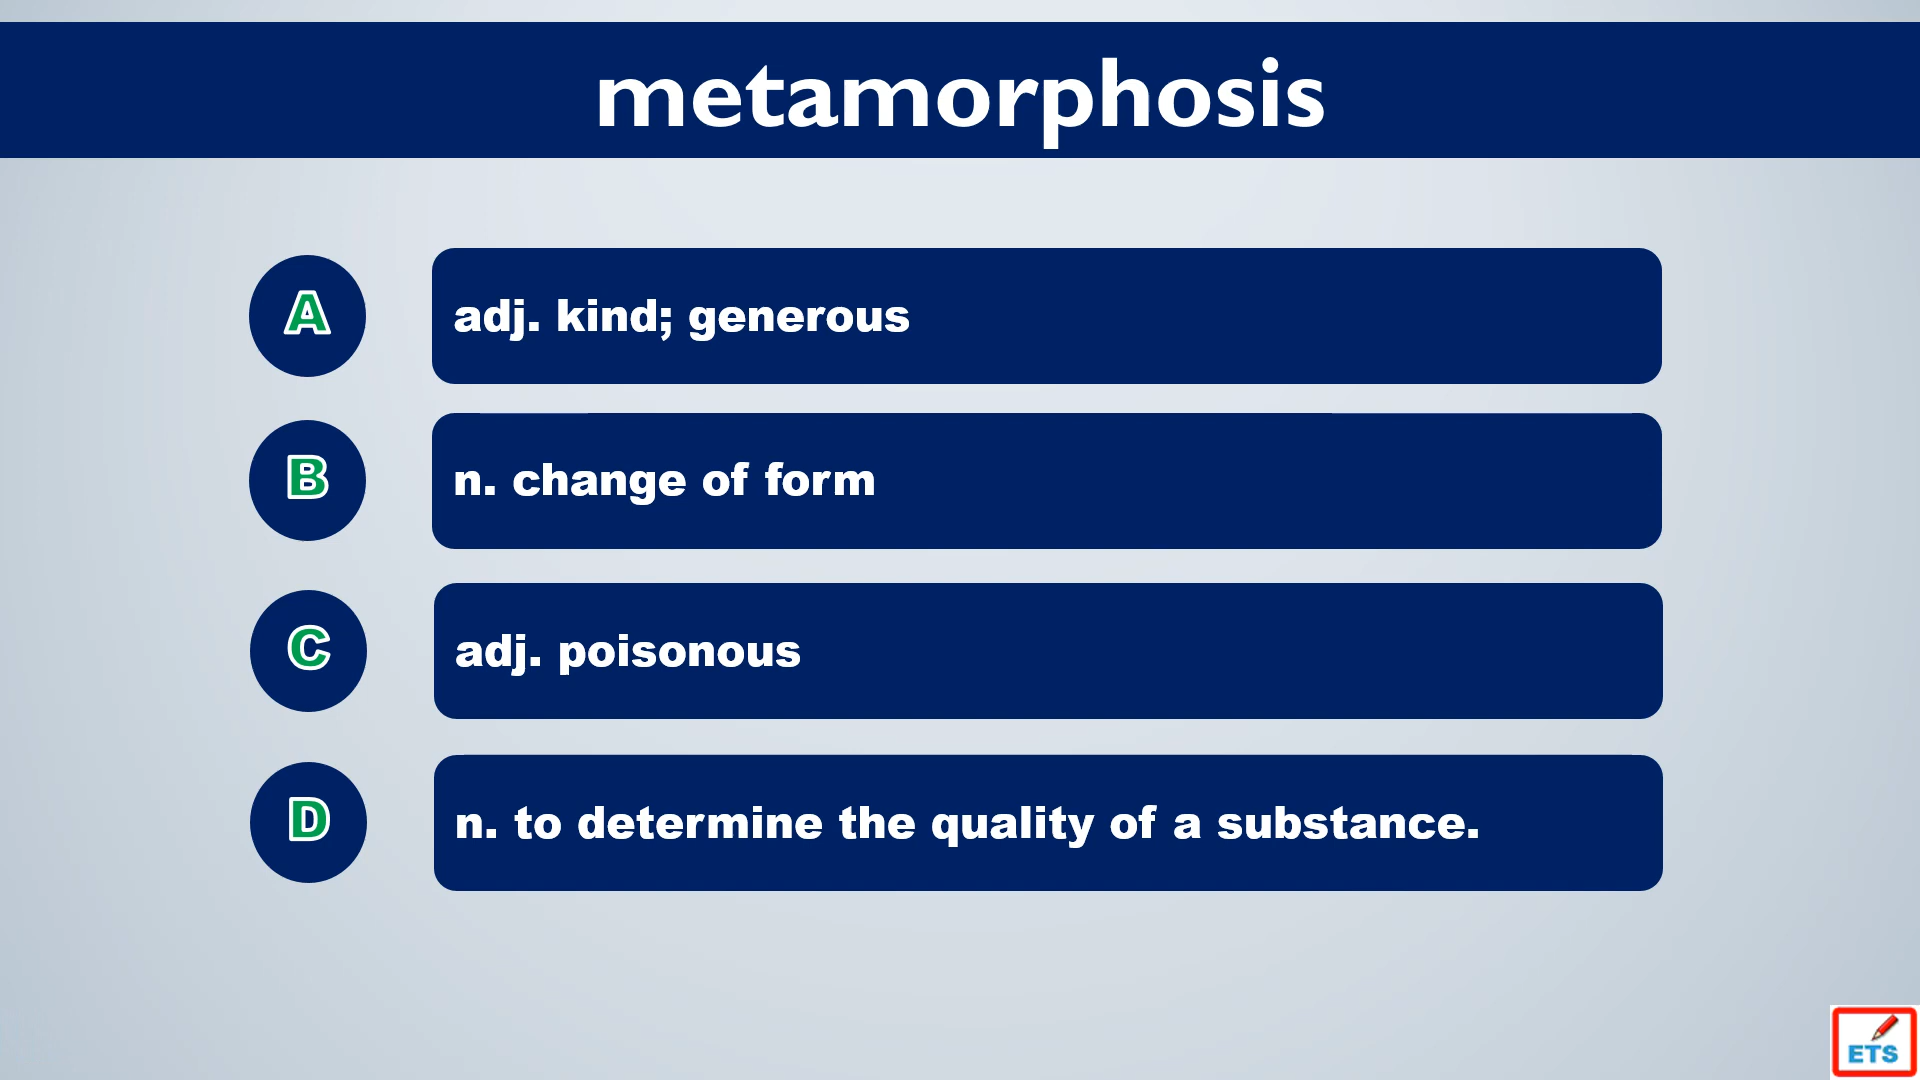 metamorphosis
A
adj. kind; generous
B
n. change of form
C
adj. poisonous
D
n. to determine the quality of a substance.
ETS